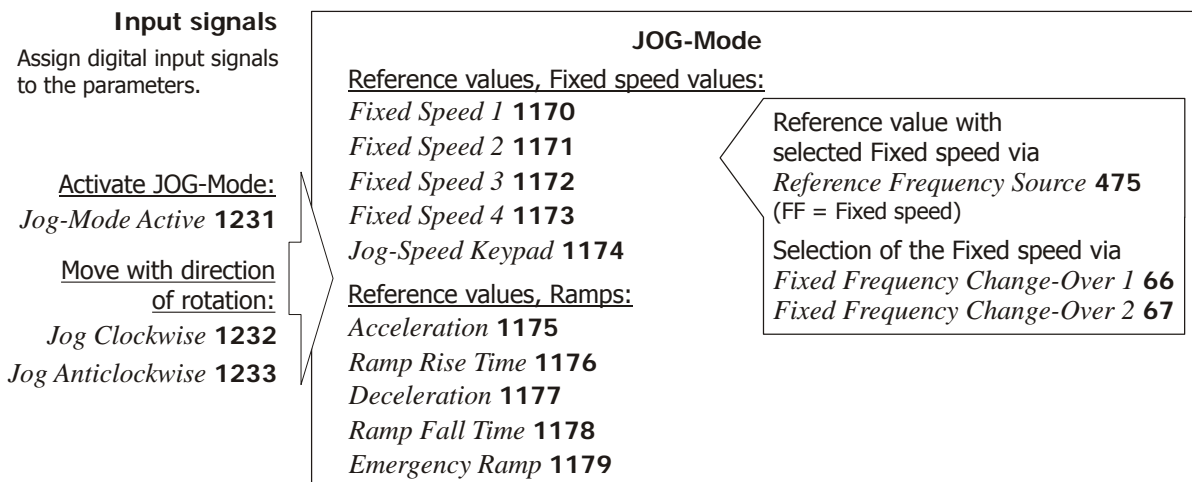 Input signals
Assign digital input signals
to the parameters.
Activate JOG-Mode:
Jog-Mode Active 1231
Move with direction
of rotation:
Jog Clockwise 1232
Jog Anticlockwise 1233
JOG-Mode
Reference values, Fixed speed values:
Fixed Speed 1 1170
Fixed Speed 2 1171
Fixed Speed 3 1172
Fixed Speed 4 1173
Jog-Speed Keypad 1174
Reference values, Ramps:
Acceleration 1175
Ramp Rise Time 1176
Deceleration 1177
Ramp Fall Time 1178
Emergency Ramp 1179
Reference value with
selected Fixed speed via
Reference Frequency Source 475
(FF = Fixed speed)
Selection of the Fixed speed via
Fixed Frequency Change-Over 1 66
Fixed Frequency Change-Over 2 67